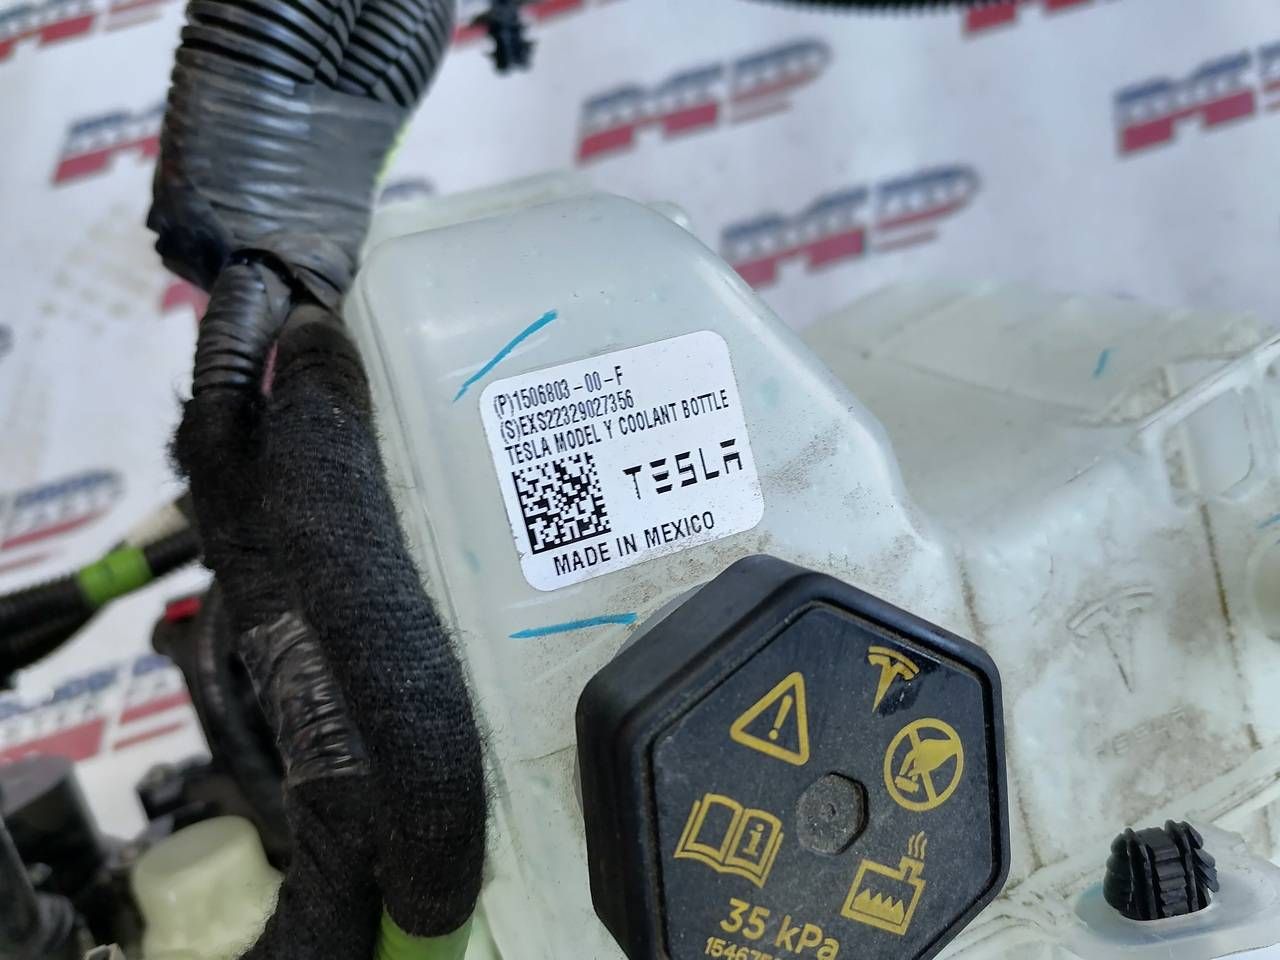 (P)1506803-00-F
(S)EXS22329027356
TESLA MODEL Y COOLANT BOTTLE
TESLA
MADE IN MEXICO
35 kPa